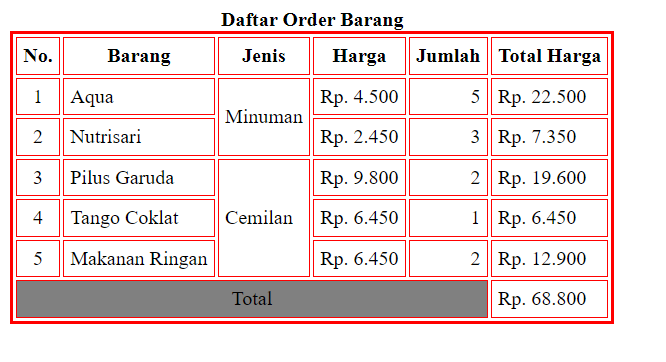 Daftar Order Barang
No. Barang Jenis Harga Jumlah Total Harga
1 Aqua Minuman Rp. 4.500 5 Rp. 22.500
2 Nutrisari Rp. 2.450 3 Rp. 7.350
3 Pilus Garuda Cemilan Rp. 9.800 2 Rp. 19.600
4 Tango Coklat Rp. 6.450 1 Rp. 6.450
5 Makanan Ringan Rp. 6.450 2 Rp. 12.900
Total Rp. 68.800